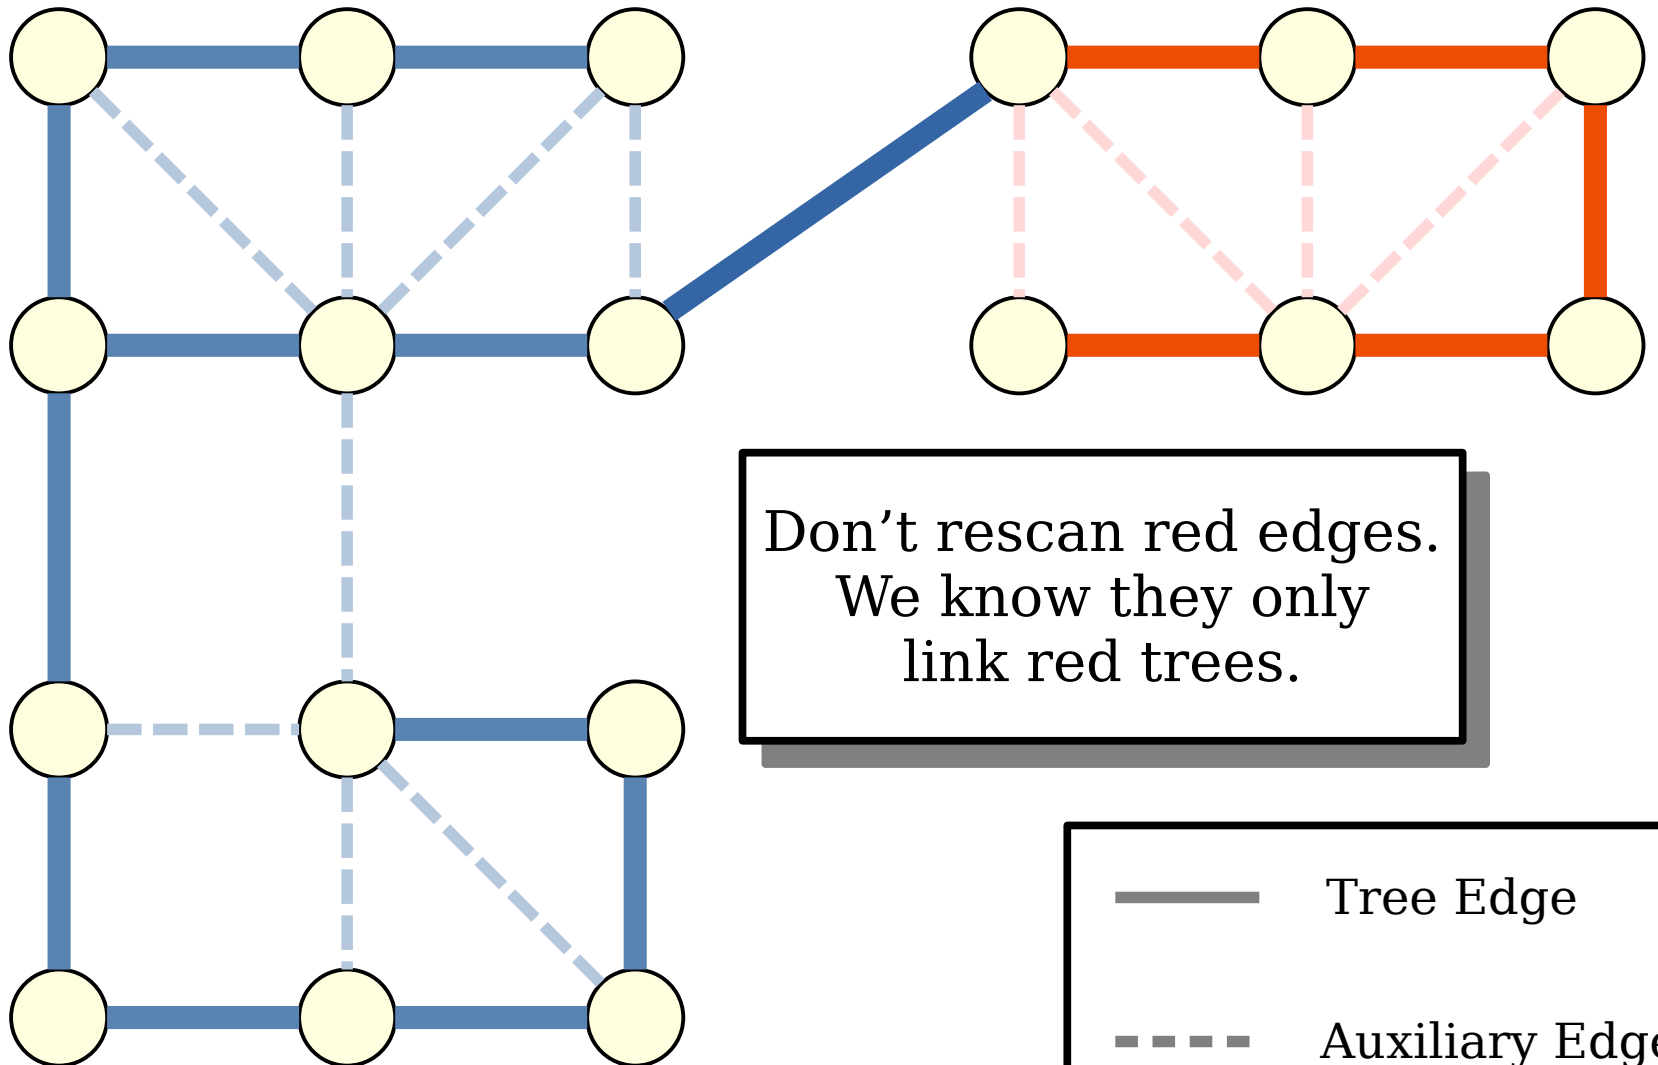 Don’t rescan red edges.
We know they only
link red trees.
Tree Edge
Auxiliary Edge